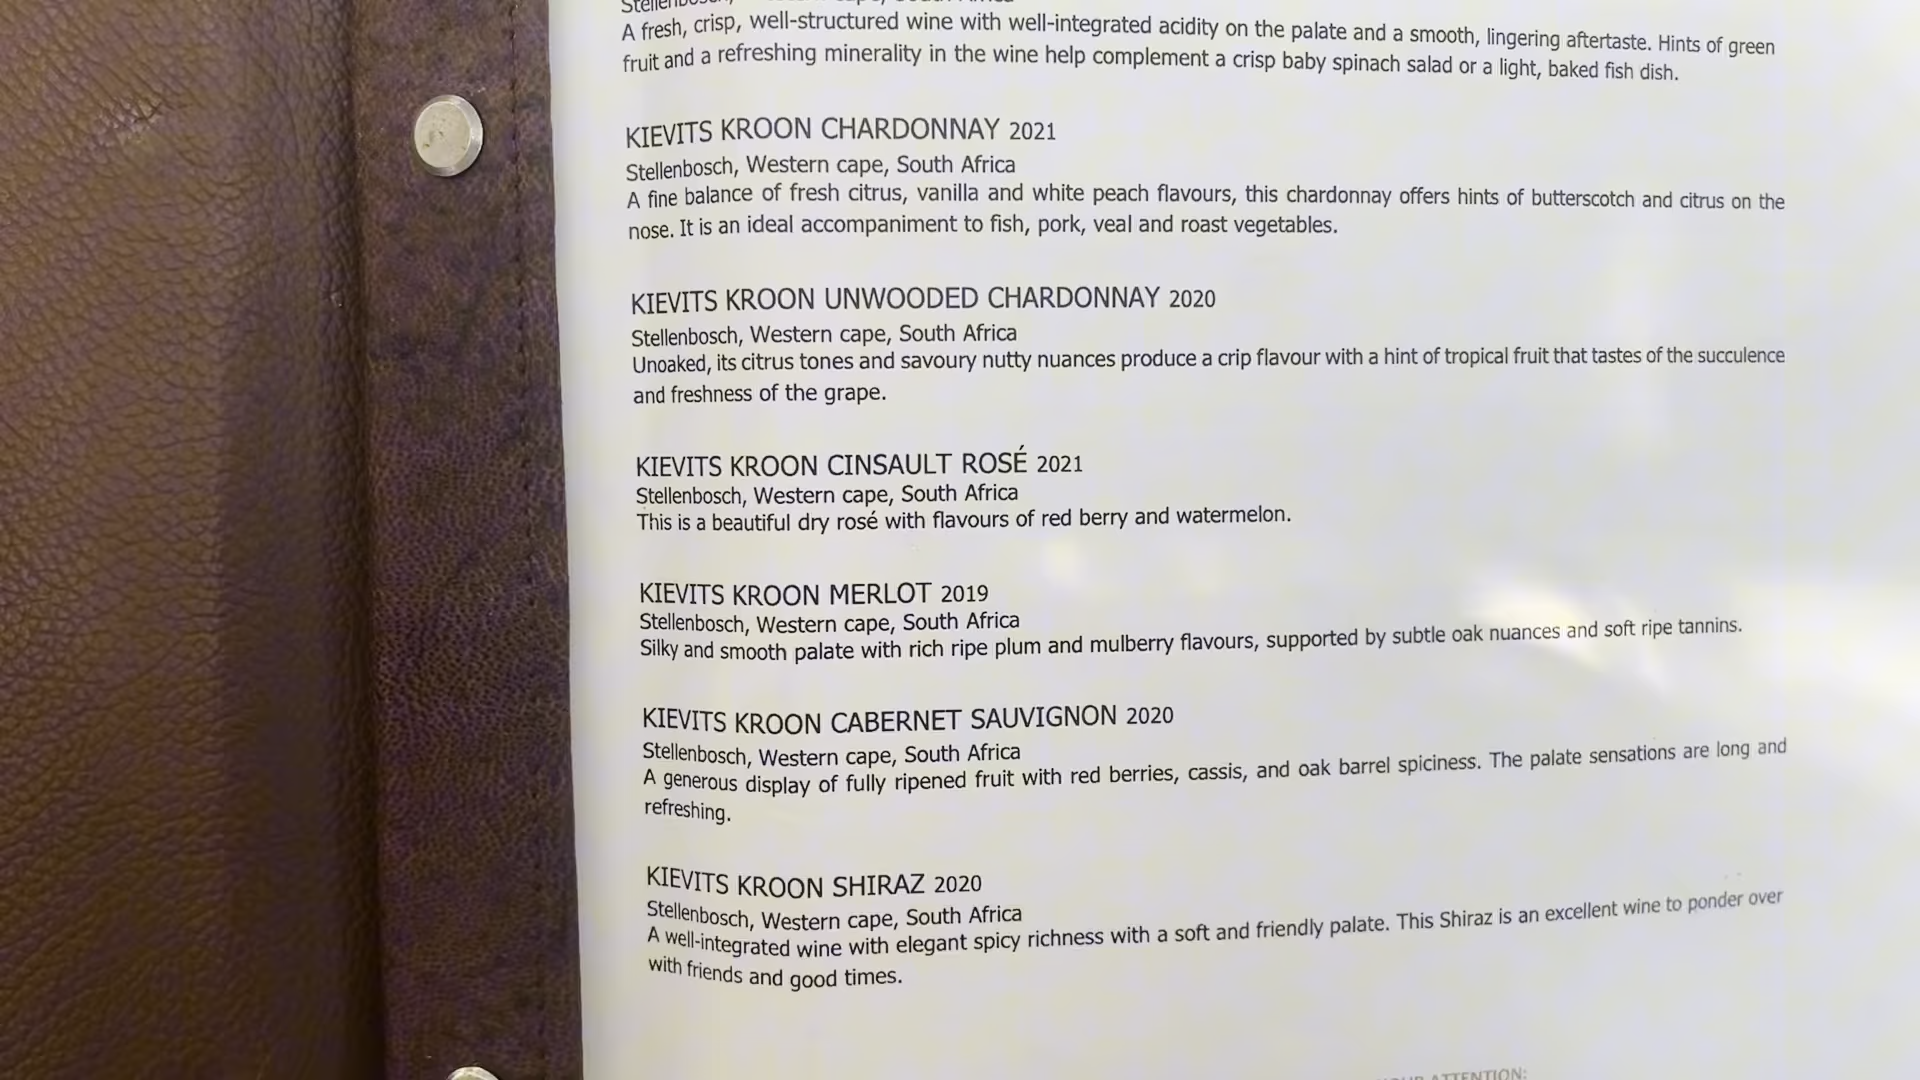 Stellenbosch, Western cape, South Africa
A fresh, crisp, well-structured wine with well-integrated acidity on the palate and a smooth, lingering aftertaste. Hints of green
fruit and a refreshing minerality in the wine help complement a crisp baby spinach salad or a light, baked fish dish.
KIEVITS KROON CHARDONNAY 2021
Stellenbosch, Western cape, South Africa
A fine balance of fresh citrus, vanilla and white peach flavours, this chardonnay offers hints of butterscotch and citrus on the
nose. It is an ideal accompaniment to fish, pork, veal and roast vegetables.
KIEVITS KROON UNWOODED CHARDONNAY 2020
Stellenbosch, Western cape, South Africa
Unoaked, its citrus tones and savoury nutty nuances produce a crip flavour with a hint of tropical fruit that tastes of the succulence
and freshness of the grape.
KIEVITS KROON CINSAULT ROSÉ 2021
Stellenbosch, Western cape, South Africa
This is a beautiful dry rosé with flavours of red berry and watermelon.
KIEVITS KROON MERLOT 2019
Stellenbosch, Western cape, South Africa
Silky and smooth palate with rich ripe plum and mulberry flavours, supported by subtle oak nuances and soft ripe tannins.
KIEVITS KROON CABERNET SAUVIGNON 2020
Stellenbosch, Western cape, South Africa
A generous display of fully ripened fruit with red berries, cassis, and oak barrel spiciness. The palate sensations are long and
refreshing.
KIEVITS KROON SHIRAZ 2020
Stellenbosch, Western cape, South Africa
A well-integrated wine with elegant spicy richness with a soft and friendly palate. This Shiraz is an excellent wine to ponder over
with friends and good times.
ATTENTION: